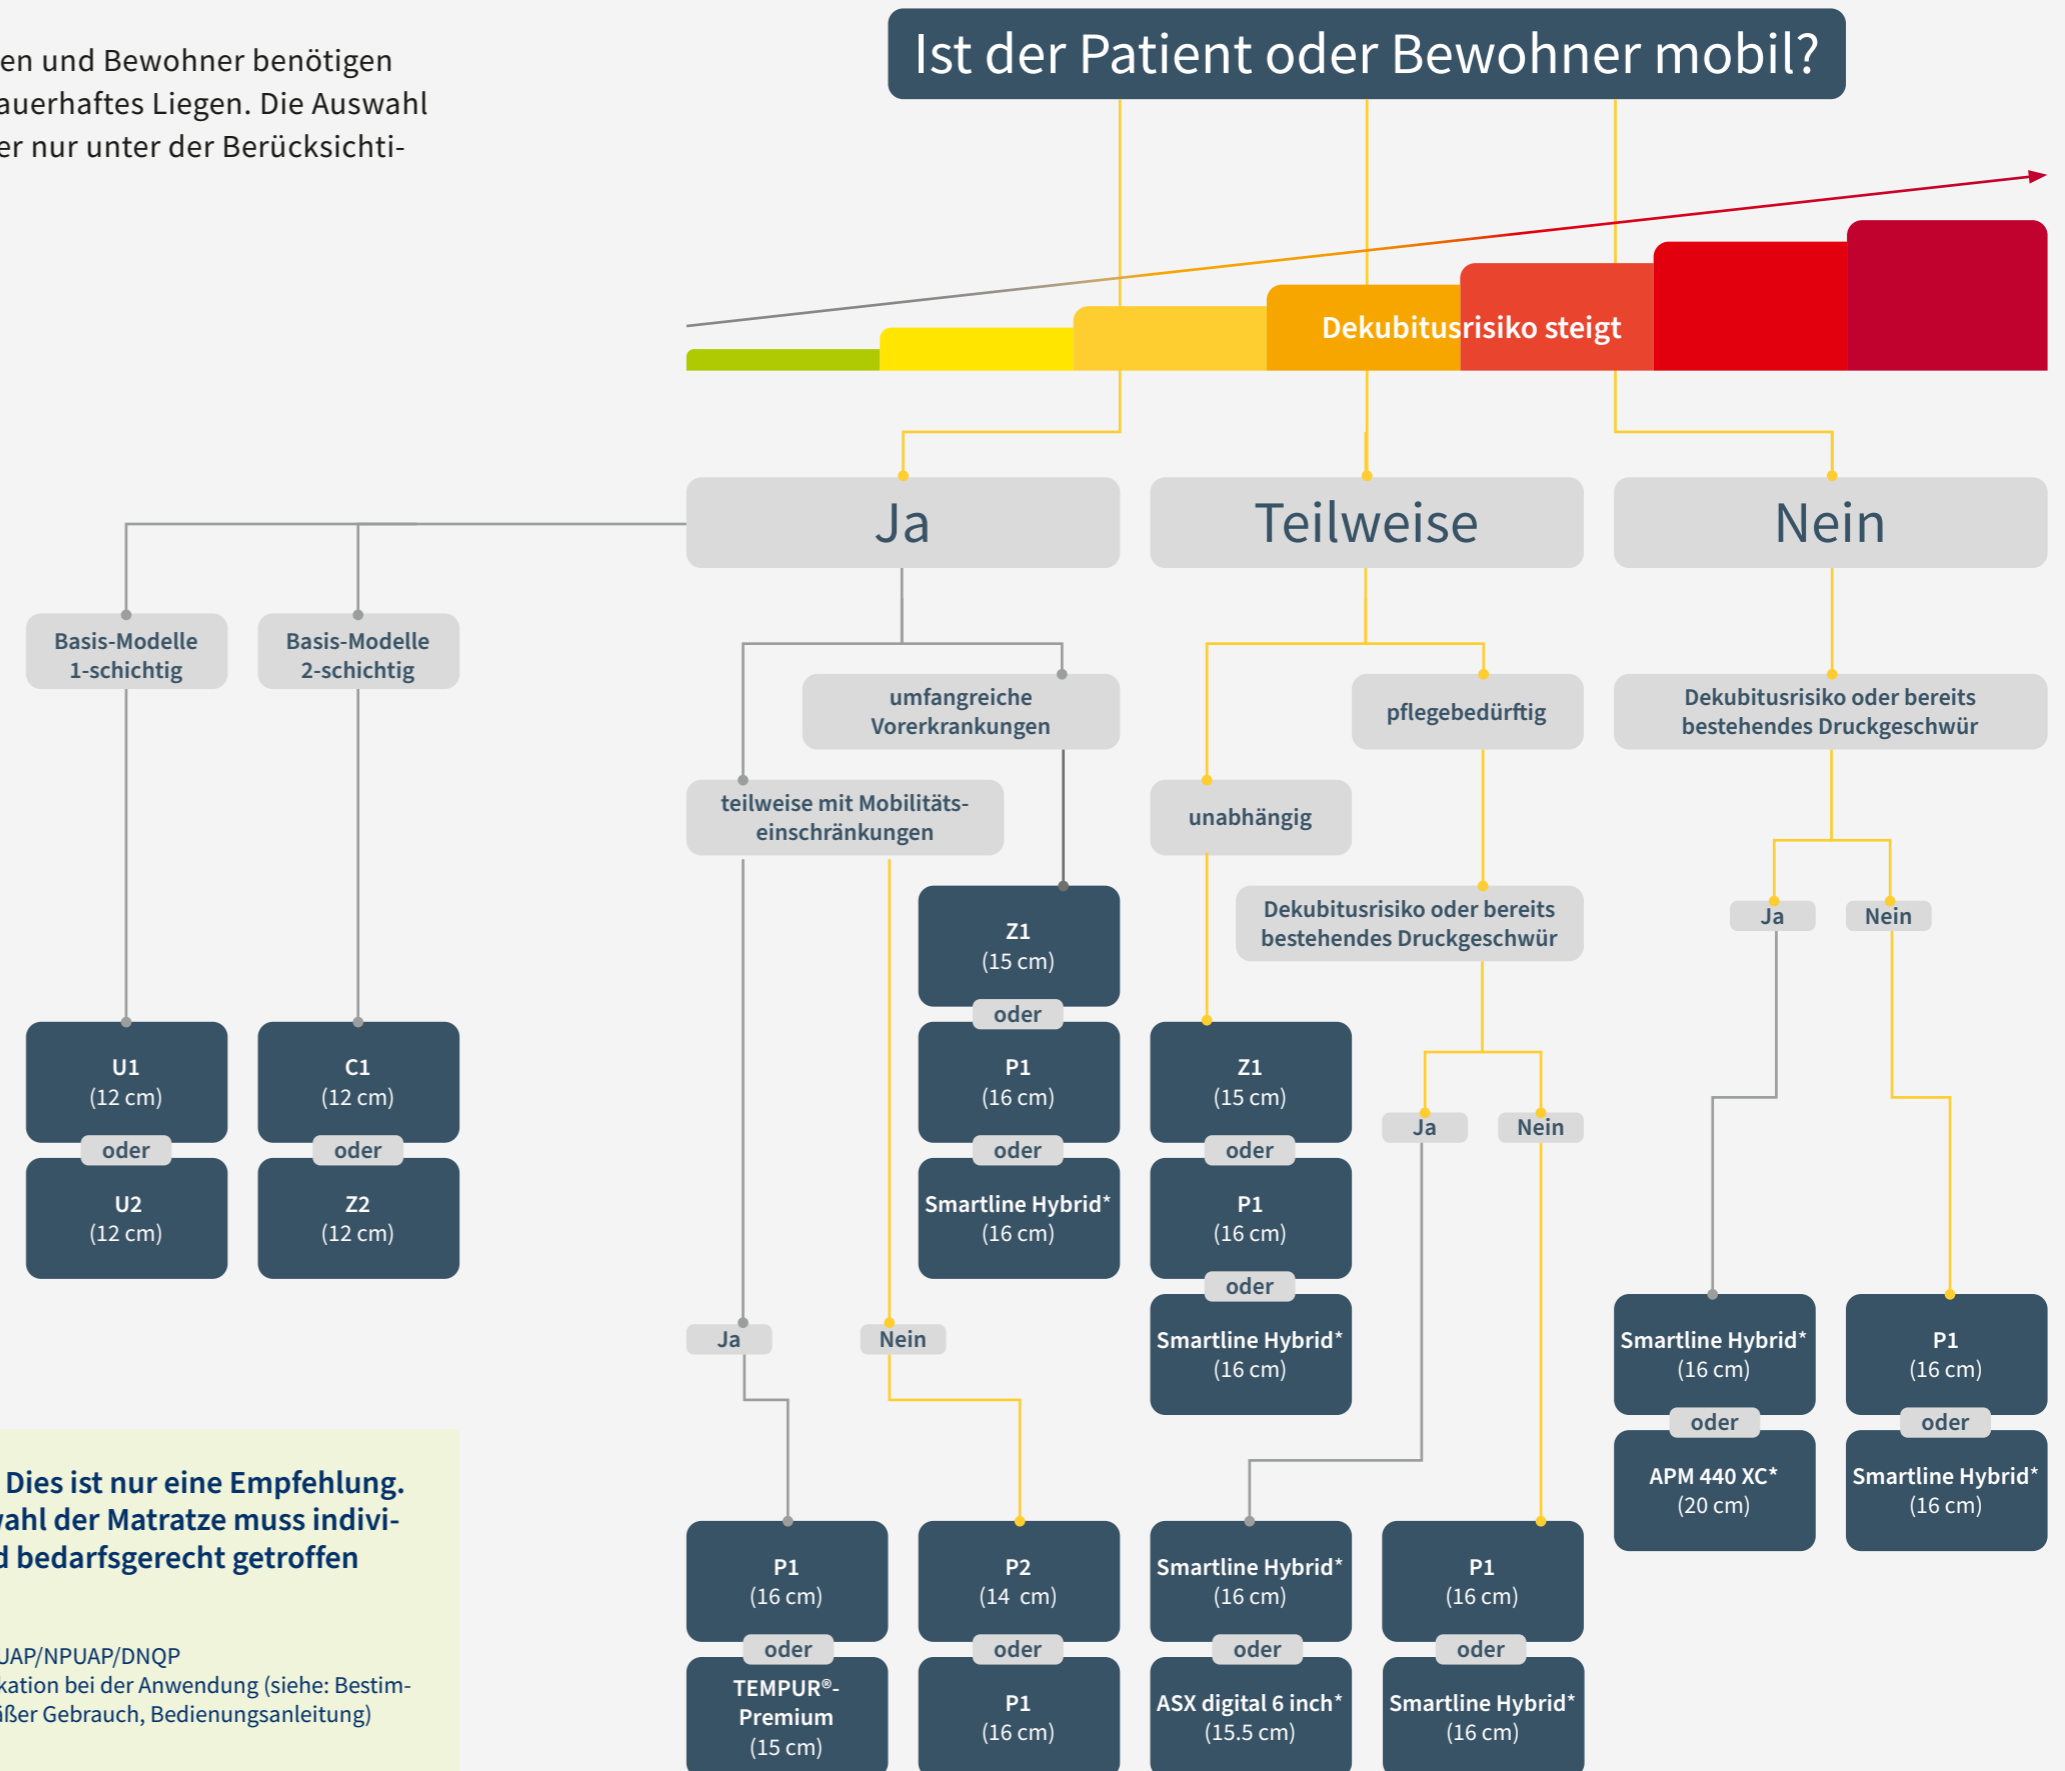 en und Bewohner benötigen
auerhaftes Liegen. Die Auswahl
er nur unter der Berücksichti-
Ist der Patient oder Bewohner mobil?
Dekubitusrisiko steigt
Ja
Teilweise
Nein
Basis-Modelle
1-schichtig
Basis-Modelle
2-schichtig
U1
(12 cm)
oder
U2
(12 cm)
C1
(12 cm)
oder
Z2
(12 cm)
umfangreiche
Vorerkrankungen
teilweise mit Mobilitäts-
einschränkungen
Z1
(15 cm)
oder
P1
(16 cm)
oder
Smartline Hybrid*
(16 cm)
Ja
Nein
P1
(16 cm)
oder
TEMPUR®-
Premium
(15 cm)
P2
(14 cm)
oder
P1
(16 cm)
pflegebedürftig
unabhängig
Dekubitusrisiko oder bereits
bestehendes Druckgeschwür
Z1
(15 cm)
oder
P1
(16 cm)
oder
Smartline Hybrid*
(16 cm)
Ja
Nein
Smartline Hybrid*
(16 cm)
oder
ASX digital 6 inch*
(15.5 cm)
P1
(16 cm)
oder
Smartline Hybrid*
(16 cm)
Dekubitusrisiko oder bereits
bestehendes Druckgeschwür
Ja
Nein
Smartline Hybrid*
(16 cm)
oder
APM 440 XC*
(20 cm)
P1
(16 cm)
oder
Smartline Hybrid*
(16 cm)
Dies ist nur eine Empfehlung.
wahl der Matratze muss indivi-
d bedarfsgerecht getroffen
UAP/NPUAP/DNQP
kation bei der Anwendung (siehe: Bestim-
äßer Gebrauch, Bedienungsanleitung)